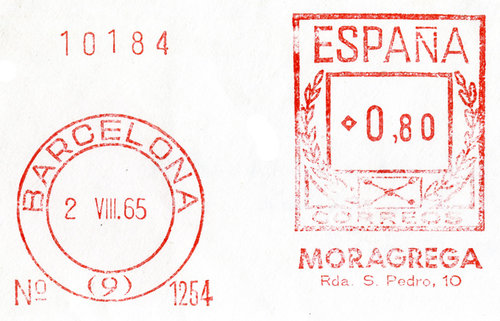 10184
ESPAÑA
0,80
CORREOS
MORAGREGA
Rda. S. Pedro, 10
BARCELONA
2 VIII.65
(9)
Nº 1254